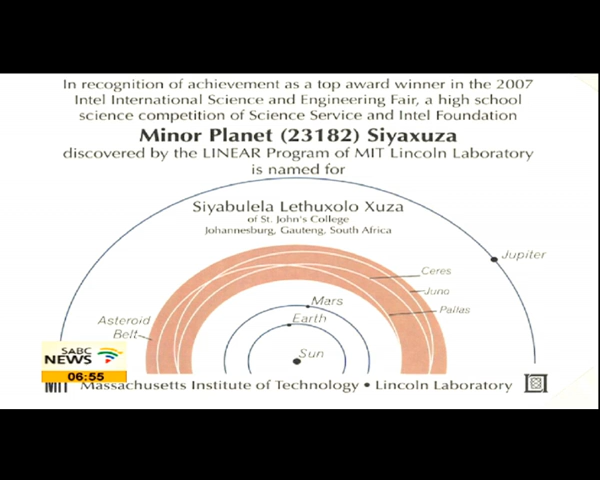 In recognition of achievement as a top award winner in the 2007
Intel International Science and Engineering Fair, a high school
science competition of Science Service and Intel Foundation
Minor Planet (23182) Siyaxuza
discovered by the LINEAR Program of MIT Lincoln Laboratory
is named for
Siyabulela Lethuxolo Xuza
of St. John's College
Johannesburg, Gauteng, South Africa
Jupiter
Ceres
Juno
Pallas
Mars
Earth
Asteroid
Belt
Sun
SABC
NEWS
06:55
MIT Massachusetts Institute of Technology • Lincoln Laboratory